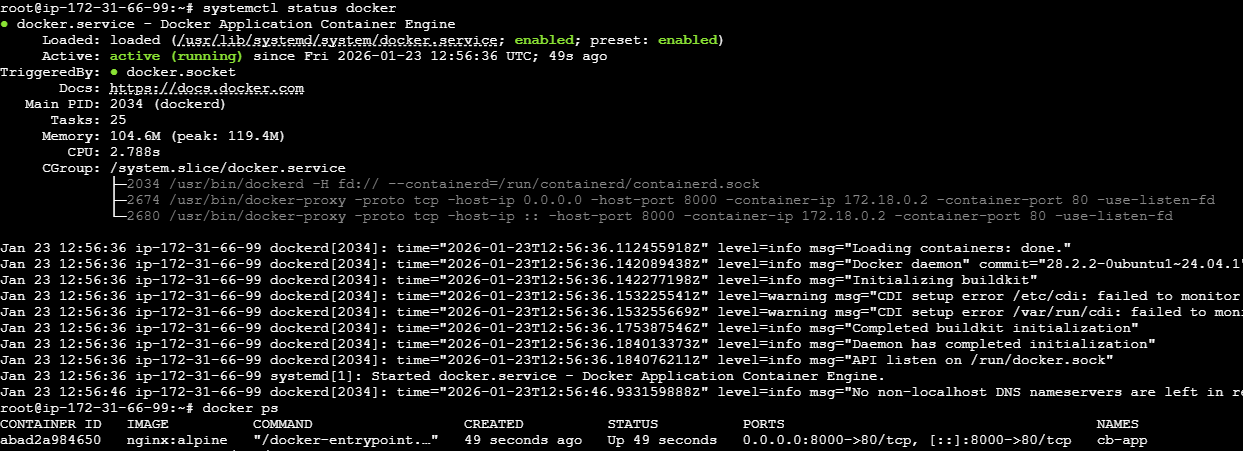 root@ip-172-31-66-99:~# systemctl status docker
● docker.service - Docker Application Container Engine
     Loaded: loaded (/usr/lib/systemd/system/docker.service; enabled; preset: enabled)
     Active: active (running) since Fri 2026-01-23 12:56:36 UTC; 49s ago
TriggeredBy: ● docker.socket
       Docs: https://docs.docker.com
   Main PID: 2034 (dockerd)
      Tasks: 25
     Memory: 104.6M (peak: 119.4M)
        CPU: 2.788s
     CGroup: /system.slice/docker.service
             ├─2034 /usr/bin/dockerd -H fd:// --containerd=/run/containerd/containerd.sock
             ├─2674 /usr/bin/docker-proxy -proto tcp -host-ip 0.0.0.0 -host-port 8000 -container-ip 172.18.0.2 -container-port 80 -use-listen-fd
             └─2680 /usr/bin/docker-proxy -proto tcp -host-ip :: -host-port 8000 -container-ip 172.18.0.2 -container-port 80 -use-listen-fd
Jan 23 12:56:36 ip-172-31-66-99 dockerd[2034]: time="2026-01-23T12:56:36.112455918Z" level=info msg="Loading containers: done."
Jan 23 12:56:36 ip-172-31-66-99 dockerd[2034]: time="2026-01-23T12:56:36.142089438Z" level=info msg="Docker daemon" commit="28.2.2-0ubuntu1~24.04.1"
Jan 23 12:56:36 ip-172-31-66-99 dockerd[2034]: time="2026-01-23T12:56:36.142277198Z" level=info msg="Initializing buildkit"
Jan 23 12:56:36 ip-172-31-66-99 dockerd[2034]: time="2026-01-23T12:56:36.153225541Z" level=warning msg="CDI setup error /etc/cdi: failed to monitor
Jan 23 12:56:36 ip-172-31-66-99 dockerd[2034]: time="2026-01-23T12:56:36.153255669Z" level=warning msg="CDI setup error /var/run/cdi: failed to moni
Jan 23 12:56:36 ip-172-31-66-99 dockerd[2034]: time="2026-01-23T12:56:36.175387546Z" level=info msg="Completed buildkit initialization"
Jan 23 12:56:36 ip-172-31-66-99 dockerd[2034]: time="2026-01-23T12:56:36.184013373Z" level=info msg="Daemon has completed initialization"
Jan 23 12:56:36 ip-172-31-66-99 dockerd[2034]: time="2026-01-23T12:56:36.184076211Z" level=info msg="API listen on /run/docker.sock"
Jan 23 12:56:36 ip-172-31-66-99 systemd[1]: Started docker.service - Docker Application Container Engine.
Jan 23 12:56:46 ip-172-31-66-99 dockerd[2034]: time="2026-01-23T12:56:46.933159888Z" level=info msg="No non-localhost DNS nameservers are left in re
root@ip-172-31-66-99:~# docker ps
CONTAINER ID   IMAGE          COMMAND                  CREATED          STATUS          PORTS                                     NAMES
abad2a984650   nginx:alpine   "/docker-entrypoint.…"   49 seconds ago   Up 49 seconds   0.0.0.0:8000->80/tcp, [::]:8000->80/tcp   cb-app